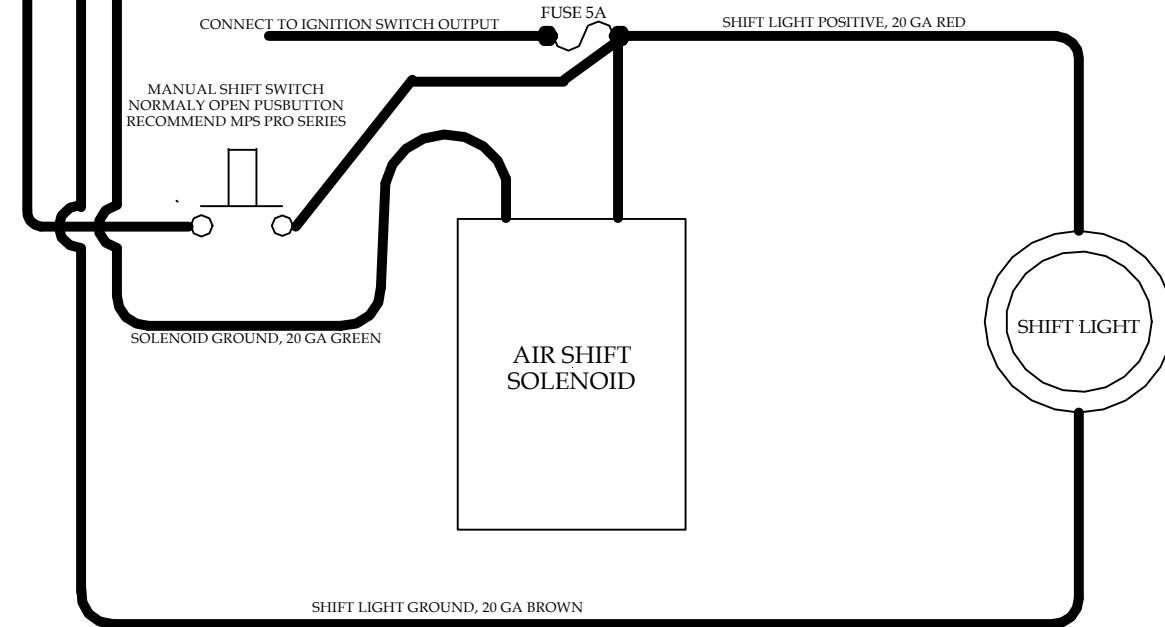 FUSE 5A
CONNECT TO IGNITION SWITCH OUTPUT
SHIFT LIGHT POSITIVE, 20 GA RED
MANUAL SHIFT SWITCH
NORMALY OPEN PUSBUTTON
RECOMMEND MPS PRO SERIES
SOLENOID GROUND, 20 GA GREEN
AIR SHIFT
SOLENOID
SHIFT LIGHT
SHIFT LIGHT GROUND, 20 GA BROWN